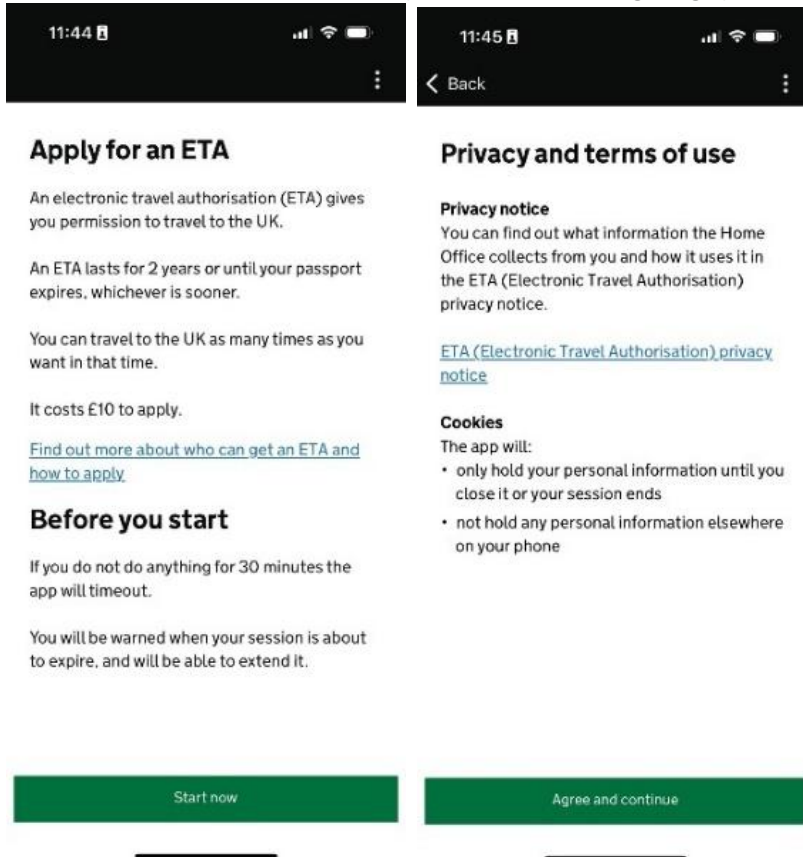 11:44
Apply for an ETA
An electronic travel authorisation (ETA) gives
you permission to travel to the UK.
An ETA lasts for 2 years or until your passport
expires, whichever is sooner.
You can travel to the UK as many times as you
want in that time.
It costs £10 to apply.
Find out more about who can get an ETA and
how to apply
Before you start
If you do not do anything for 30 minutes the
app will timeout.
You will be warned when your session is about
to expire, and will be able to extend it.
Start now
11:45
Back
Privacy and terms of use
Privacy notice
You can find out what information the Home
Office collects from you and how it uses it in
the ETA (Electronic Travel Authorisation)
privacy notice.
ETA (Electronic Travel Authorisation) privacy
notice
Cookies
The app will:
• only hold your personal information until you
close it or your session ends
• not hold any personal information elsewhere
on your phone
Agree and continue